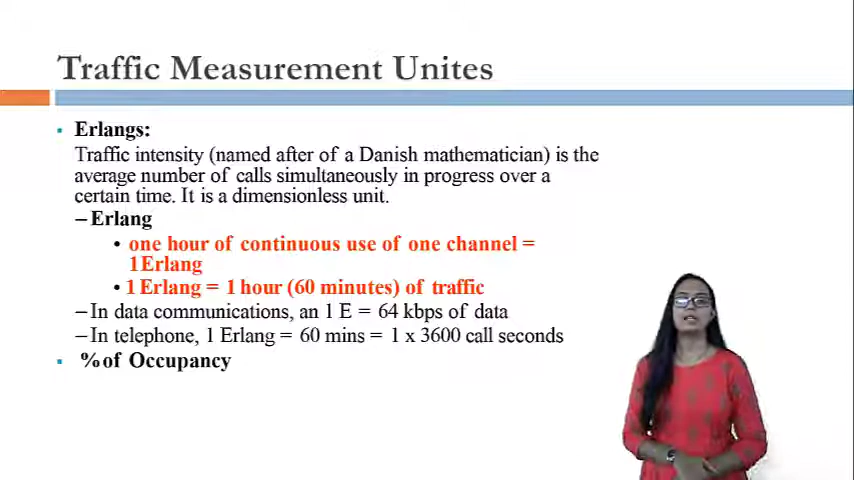 Traffic Measurement Unites
▪ Erlangs:
Traffic intensity (named after of a Danish mathematician) is the
average number of calls simultaneously in progress over a
certain time. It is a dimensionless unit.
–Erlang
• one hour of continuous use of one channel =
1Erlang
• 1 Erlang = 1 hour (60 minutes) of traffic
–In data communications, an 1 E = 64 kbps of data
–In telephone, 1 Erlang = 60 mins = 1 x 3600 call seconds
▪ %of Occupancy